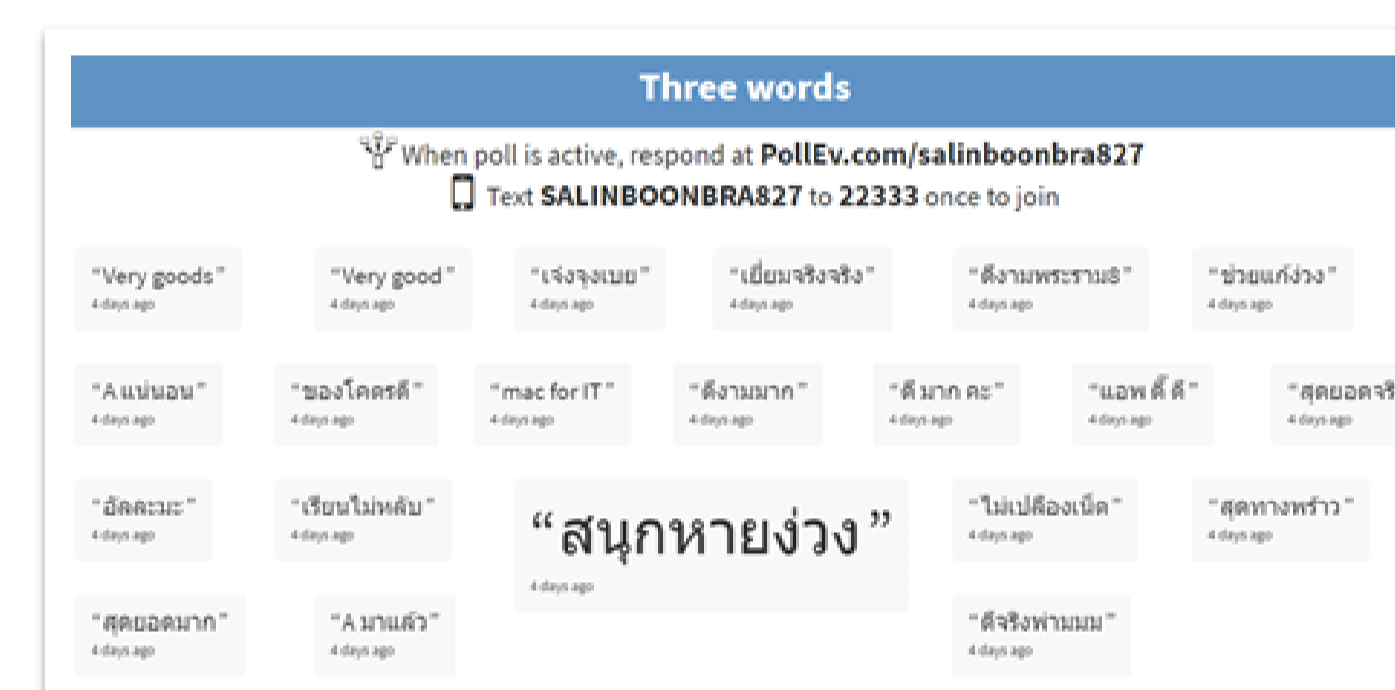 Three words
When poll is active, respond at PollEv.com/salinboonbra827
Text SALINBOONBRA827 to 22333 once to join
"Very goods"
4 days ago
"Very good"
4 days ago
"เจ๋งจุงเบย"
4 days ago
"เยี่ยมจริงจริง"
4 days ago
"ดีงามพระราม8"
4 days ago
"ช่วยแก้ง่วง"
4 days ago
"A แน่นอน"
4 days ago
"ของโคตรดี"
4 days ago
"mac for IT"
4 days ago
"ดีงามมาก"
4 days ago
"ดี มาก คะ"
4 days ago
"แอพ ดี๊ ดี"
4 days ago
"สุดยอดจริ
4 days ago
"อัคคะมะ"
4 days ago
"เรียนไม่หลับ"
4 days ago
"สนุกหายง่วง"
4 days ago
"ไม่เปลืองเน็ต"
4 days ago
"สุดทางพร้าว"
4 days ago
"สุดยอดมาก"
4 days ago
"A มาแล้ว"
4 days ago
"ดีจริงพ่ามมม"
4 days ago